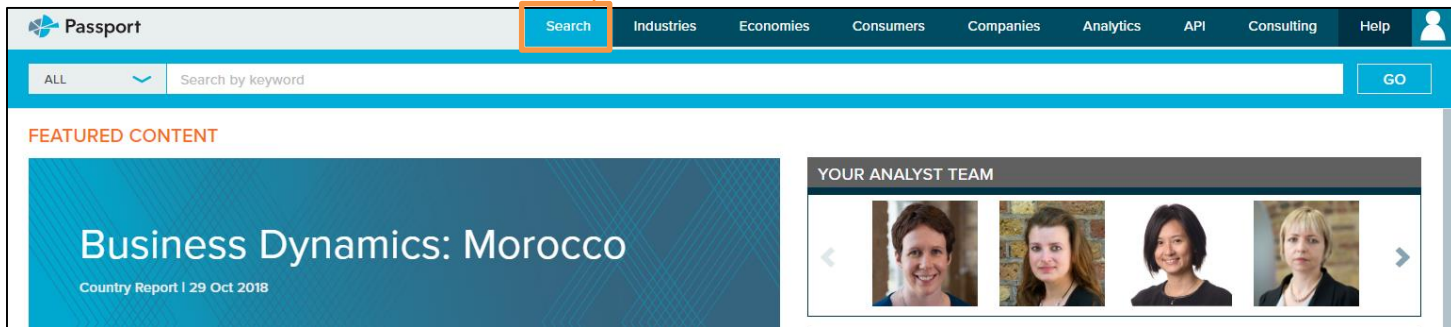 Passport
Search Industries Economies Consumers Companies Analytics API Consulting Help
ALL Search by keyword GO
FEATURED CONTENT
Business Dynamics: Morocco
Country Report | 29 Oct 2018
YOUR ANALYST TEAM